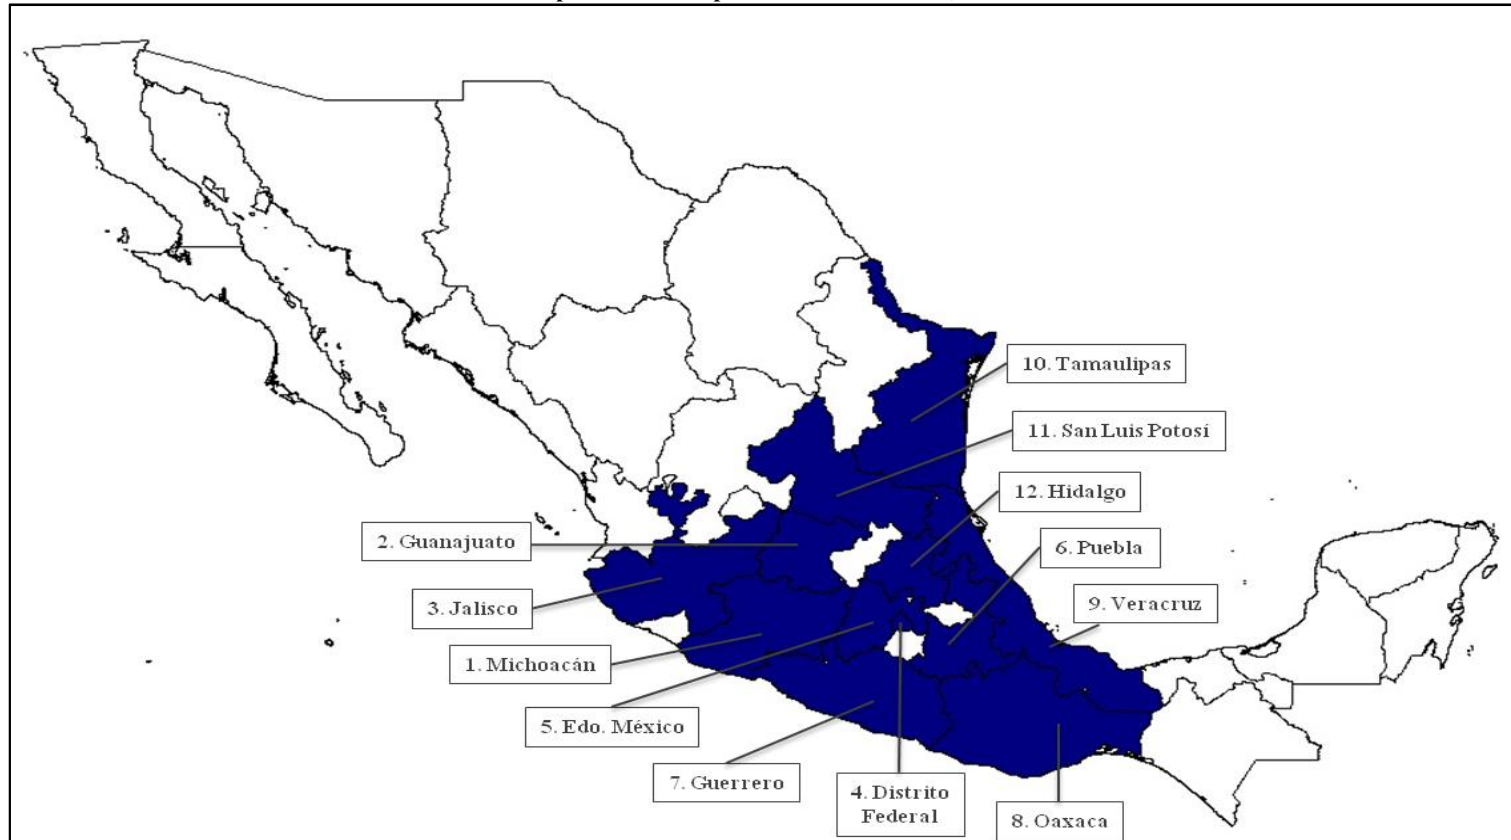 10. Tamaulipas
11. San Luis Potosí
12. Hidalgo
2. Guanajuato
6. Puebla
3. Jalisco
9. Veracruz
1. Michoacán
5. Edo. México
7. Guerrero
4. Distrito
Federal
8. Oaxaca